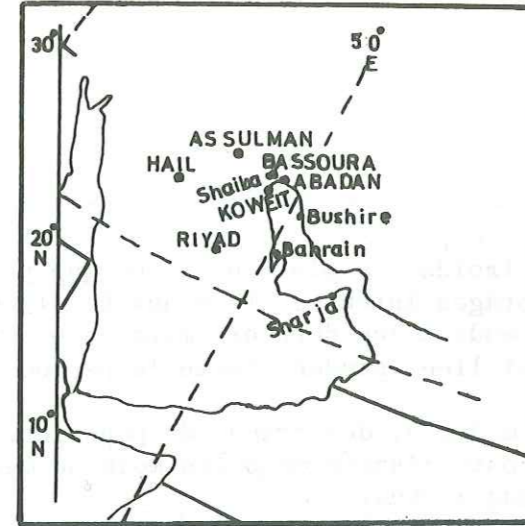 30°
50°
E
AS SULMAN
HAIL
BASSOURA
Shaiba
ABADAN
KOWEIT
Bushire
20°
N
RIYAD
Bahrain
Sharja
10°
N